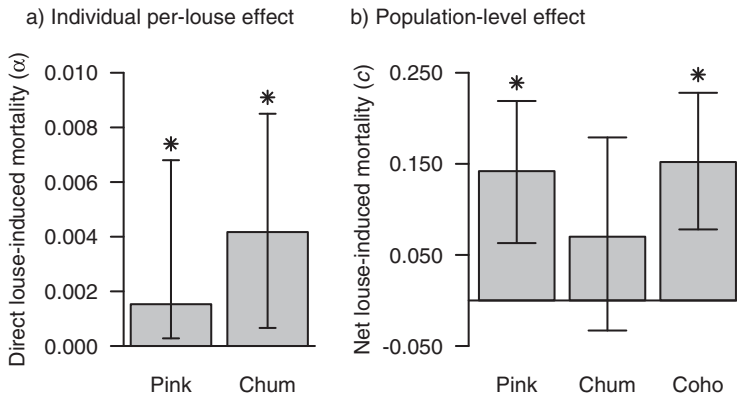 a) Individual per-louse effect
Direct louse-induced mortality (α)
0.010
0.008
0.006
0.004
0.002
0.000
*
*
Pink Chum
b) Population-level effect
Net louse-induced mortality (c)
0.250
0.150
0.050
-0.050
*
*
Pink Chum Coho